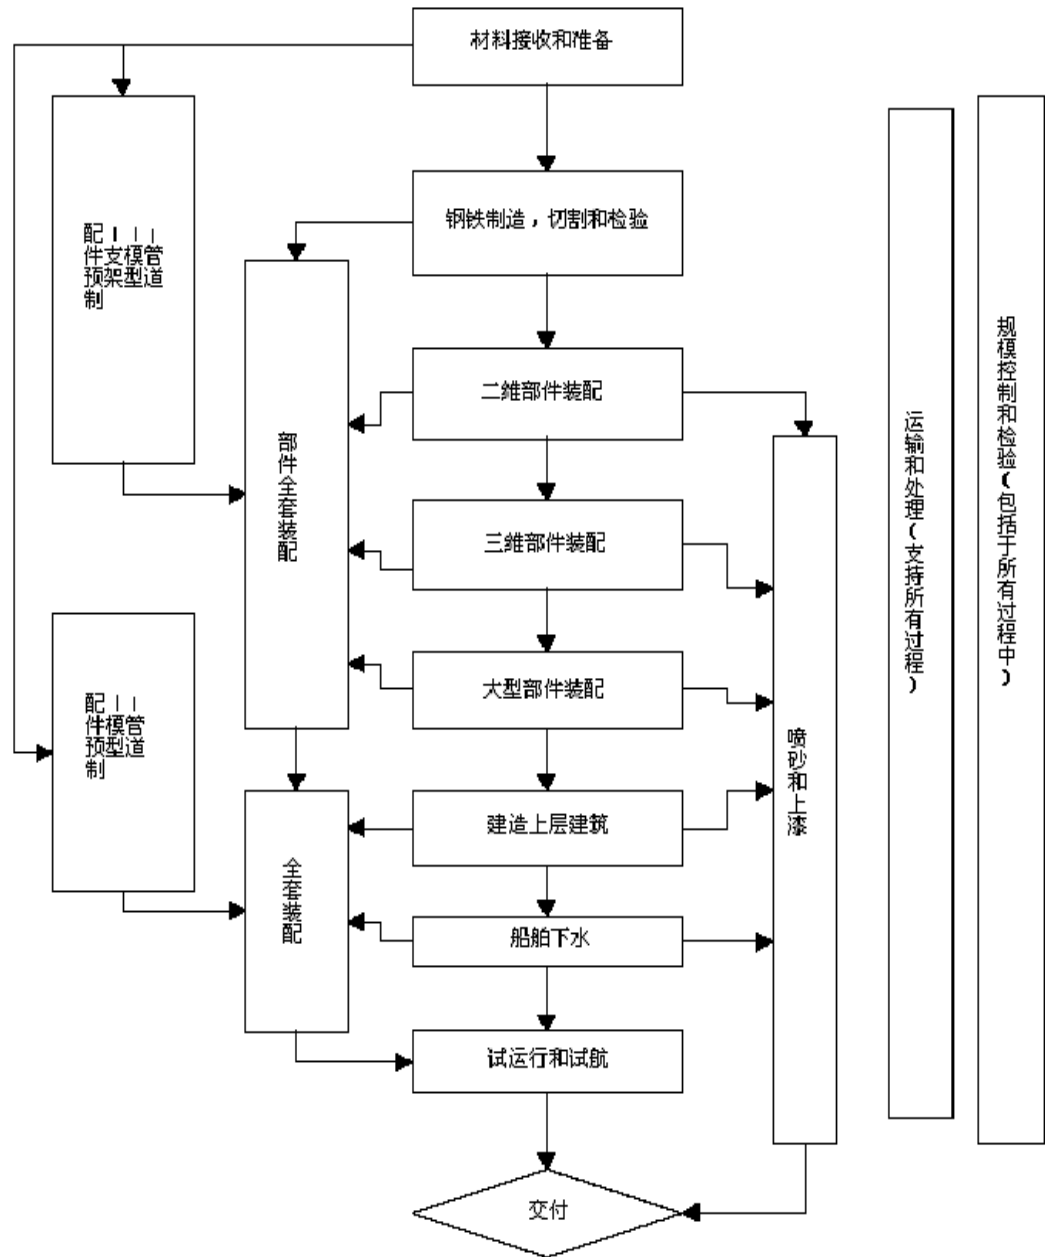 材料接收和准备
钢铁制造，切割和检验
配件预制
-支架
-模型
-管道
部件全套装配
二维部件装配
三维部件装配
大型部件装配
配件预制
-模型
-管道
全套装配
建造上层建筑
船舶下水
试运行和试航
交付
喷砂和上漆
运输和处理(支持所有过程)
规模控制和检验(包括于所有过程中)